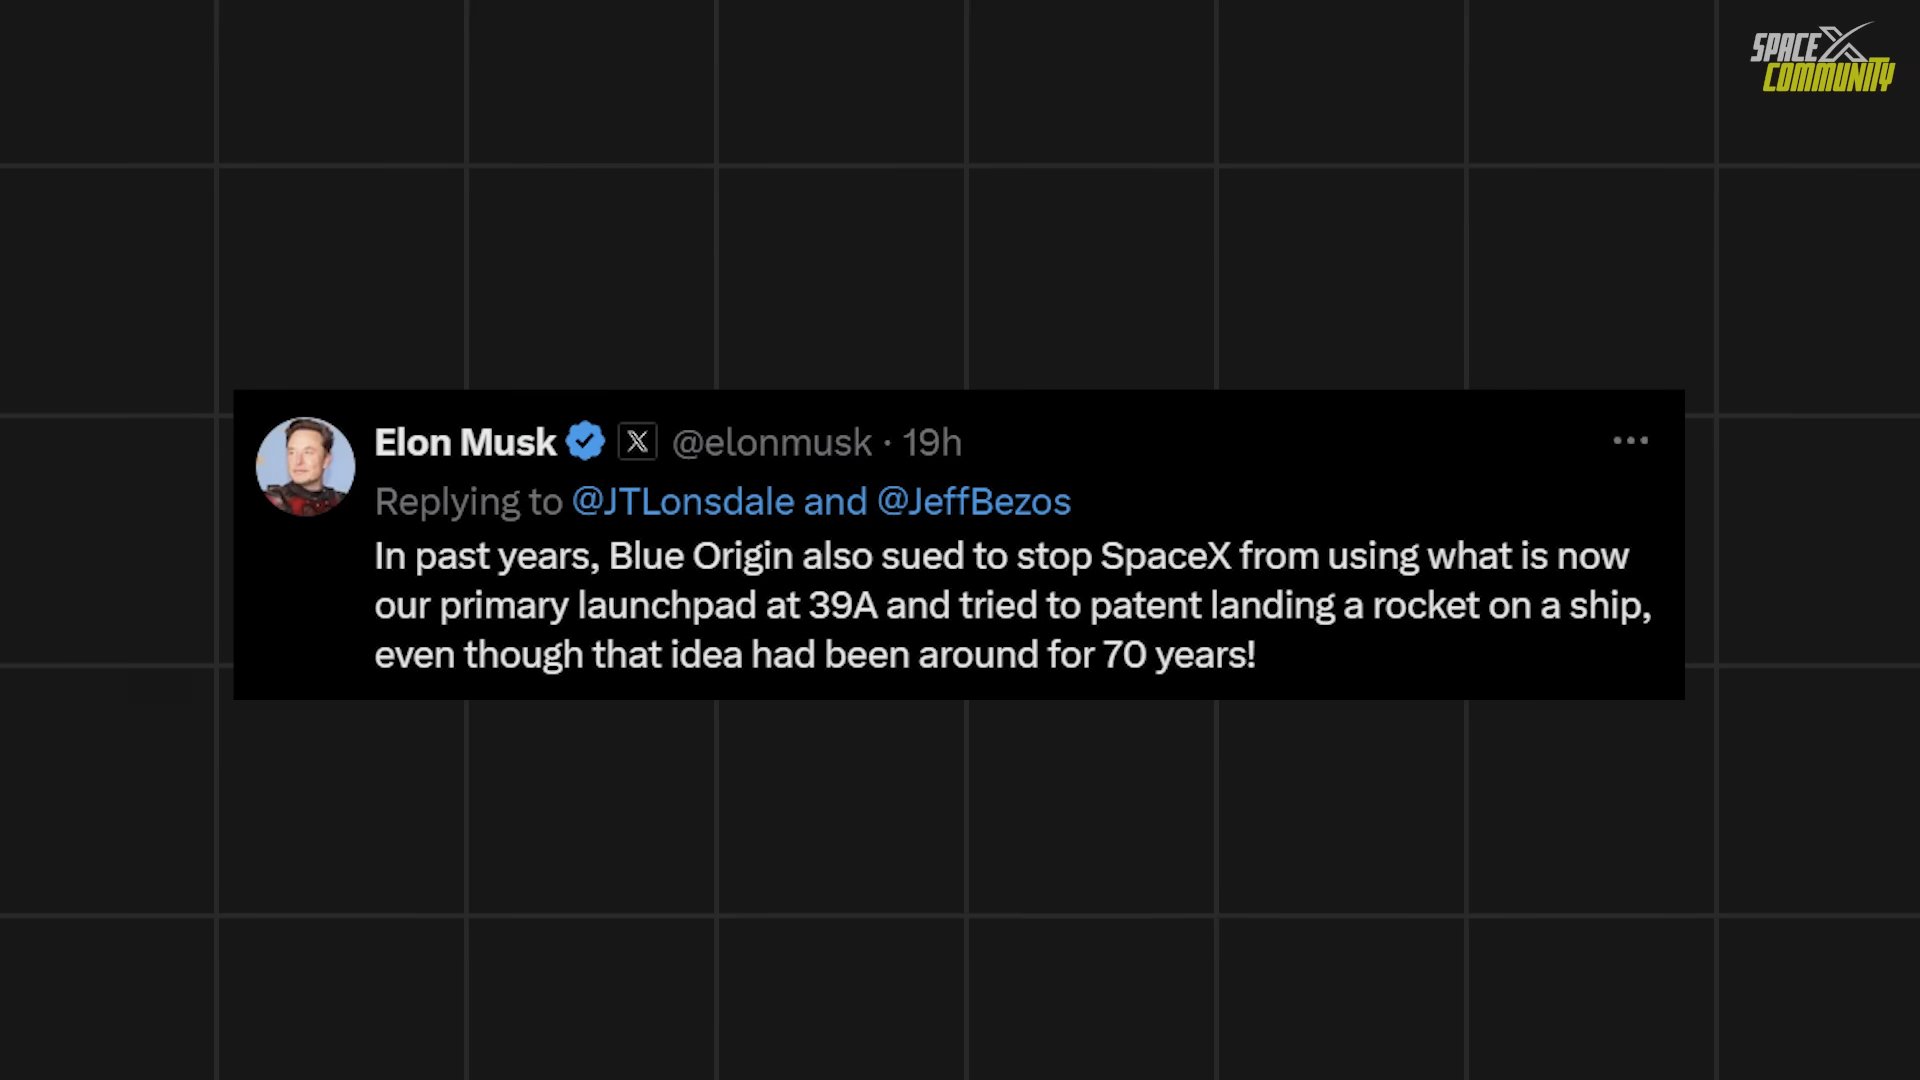 SPACEX
COMMUNITY
Elon Musk X @elonmusk · 19h
Replying to @JTLonsdale and @JeffBezos
In past years, Blue Origin also sued to stop SpaceX from using what is now
our primary launchpad at 39A and tried to patent landing a rocket on a ship,
even though that idea had been around for 70 years!